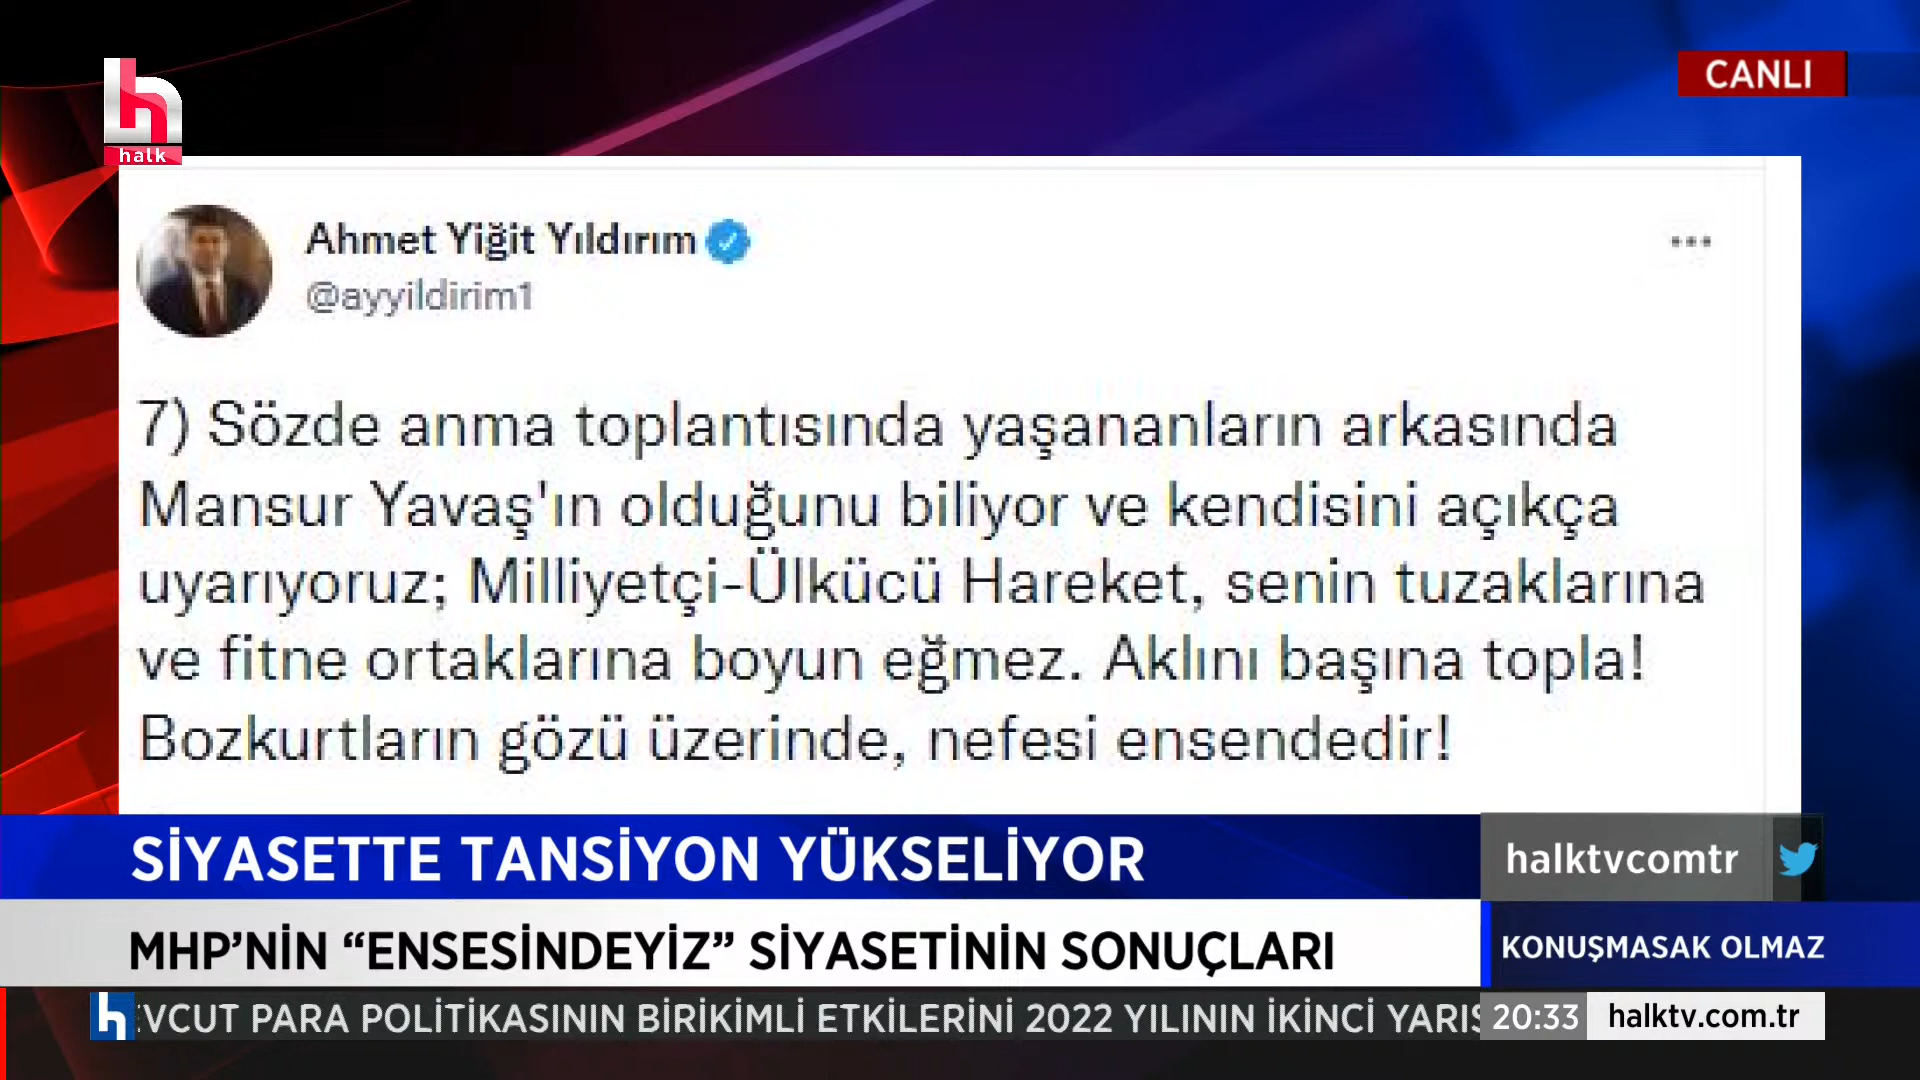 halk
CANLI
Ahmet Yiğit Yıldırım
@ayyildirim1
7) Sözde anma toplantısında yaşananların arkasında
Mansur Yavaş'ın olduğunu biliyor ve kendisini açıkça
uyarıyoruz; Milliyetçi-Ülkücü Hareket, senin tuzaklarına
ve fitne ortaklarına boyun eğmez. Aklını başına topla!
Bozkurtların gözü üzerinde, nefesi ensendedir!
SİYASETTE TANSİYON YÜKSELİYOR
halktvcomtr
MHP’NİN “ENSESİNDEYİZ” SİYASETİNİN SONUÇLARI
KONUŞMASAK OLMAZ
PARA POLİTİKASININ BİRİKİMLİ ETKİLERİNİ 2022 YILININ İKİNCİ
20:33
halktv.com.tr